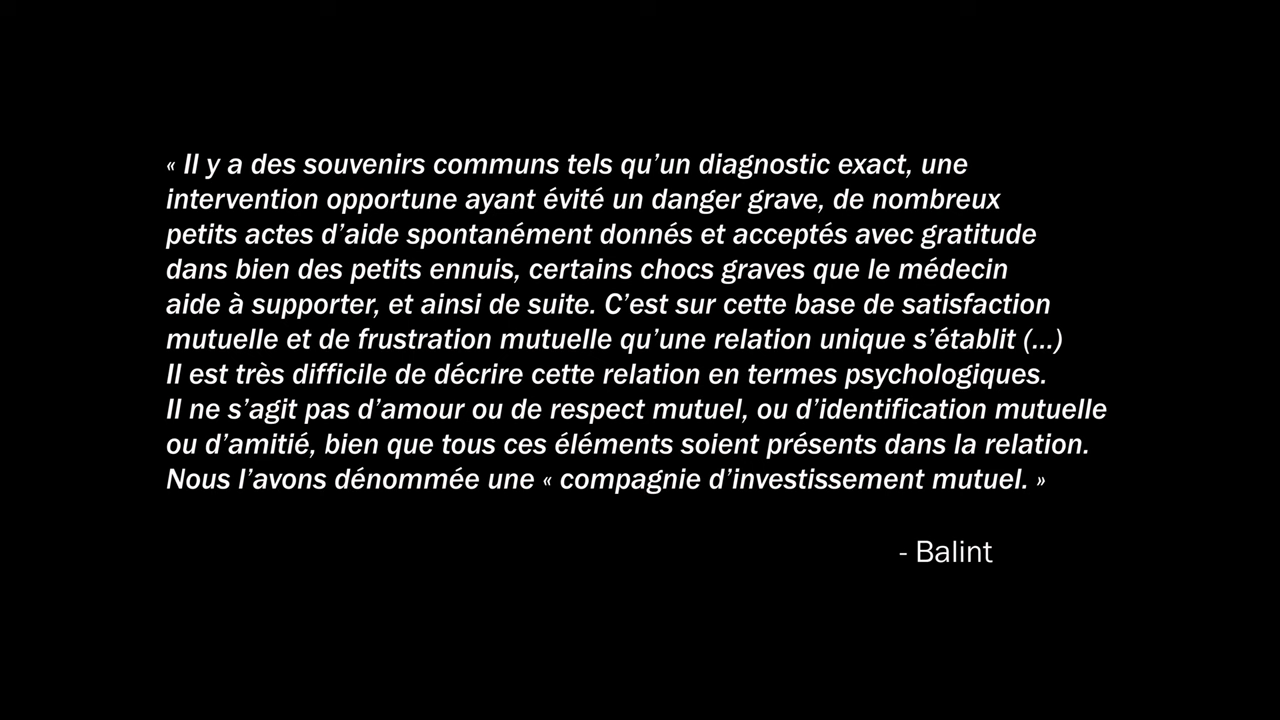 « Il y a des souvenirs communs tels qu’un diagnostic exact, une
intervention opportune ayant évité un danger grave, de nombreux
petits actes d’aide spontanément donnés et acceptés avec gratitude
dans bien des petits ennuis, certains chocs graves que le médecin
aide à supporter, et ainsi de suite. C’est sur cette base de satisfaction
mutuelle et de frustration mutuelle qu’une relation unique s’établit (...)
Il est très difficile de décrire cette relation en termes psychologiques.
Il ne s’agit pas d’amour ou de respect mutuel, ou d’identification mutuelle
ou d’amitié, bien que tous ces éléments soient présents dans la relation.
Nous l’avons dénommée une « compagnie d’investissement mutuel. »
- Balint